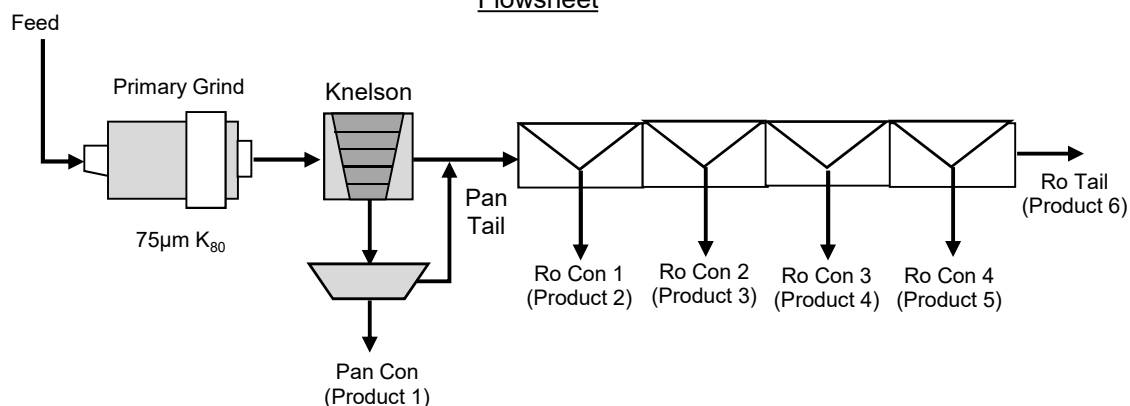 Flowsheet
Feed
Primary Grind
Knelson
75µm K80
Pan
Tail
Ro Con 1
(Product 2)
Ro Con 2
(Product 3)
Ro Con 3
(Product 4)
Ro Con 4
(Product 5)
Ro Tail
(Product 6)
Pan Con
(Product 1)